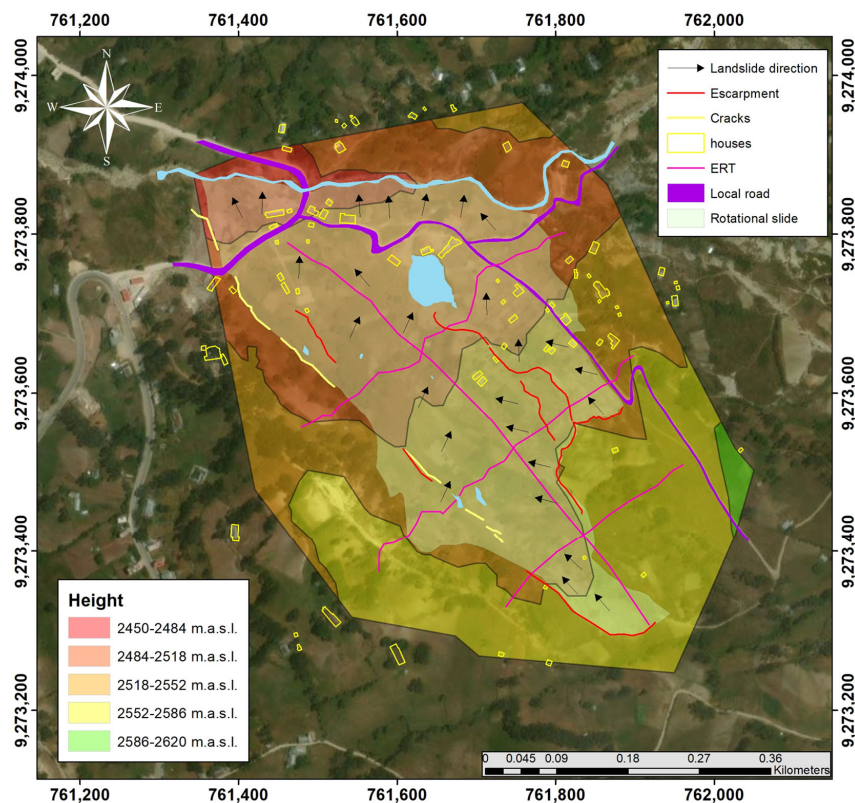 761,200 761,400 761,600 761,800 762,000
9,274,000
9,273,800
9,273,600
9,273,400
9,273,200
N
W E
S
Landslide direction
Escarpment
Cracks
houses
ERT
Local road
Rotational slide
9,274,000
9,273,800
9,273,600
9,273,400
9,273,200
Height
2450-2484 m.a.s.l.
2484-2518 m.a.s.l.
2518-2552 m.a.s.l.
2552-2586 m.a.s.l.
2586-2620 m.a.s.l.
0 0.045 0.09 0.18 0.27 0.36
Kilometers
761,200 761,400 761,600 761,800 762,000